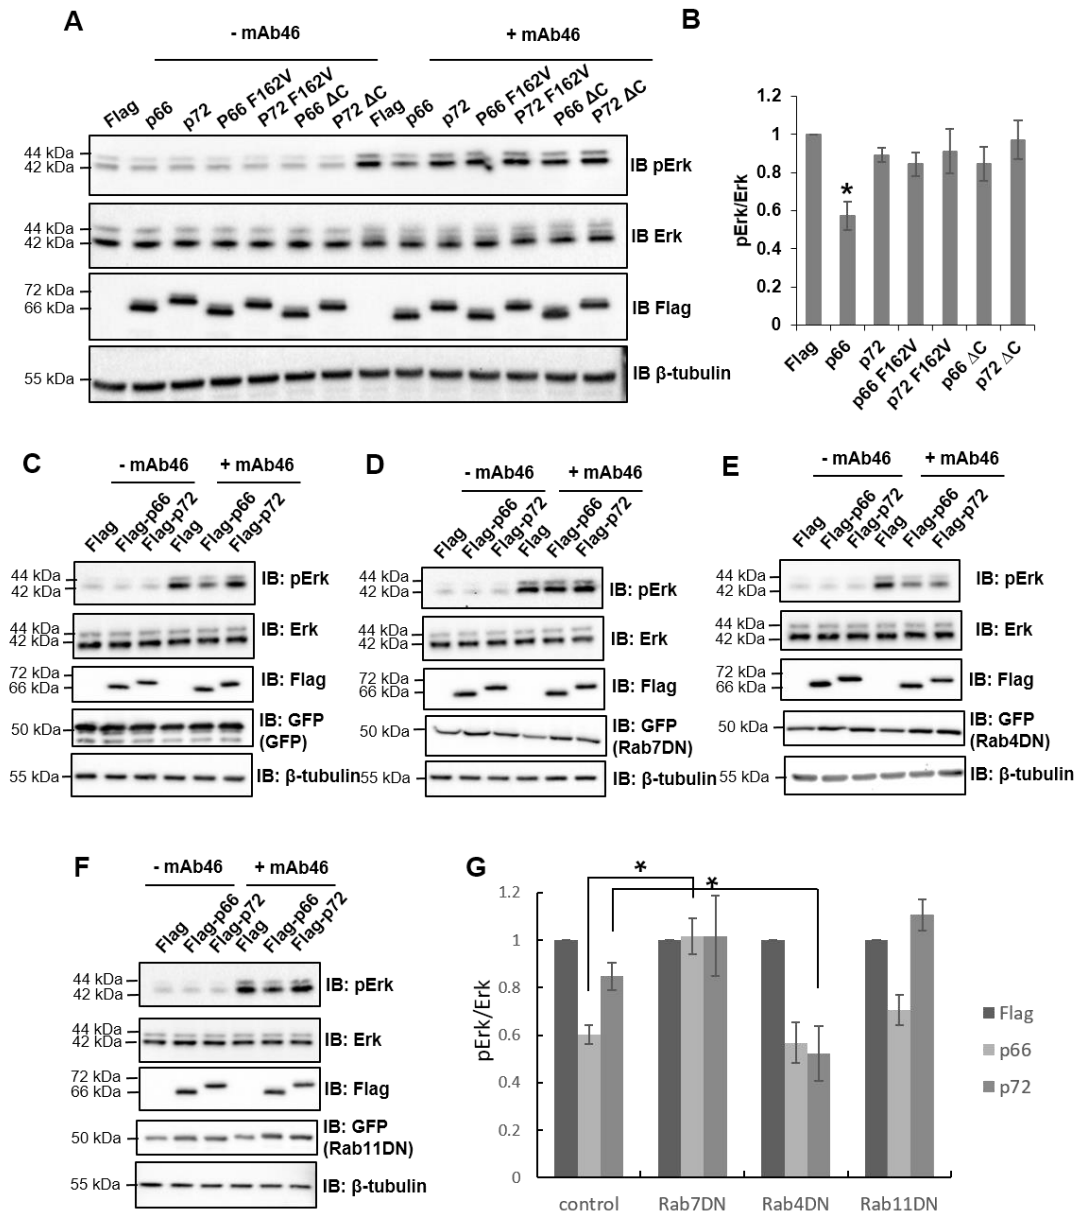 A
- mAb46
+ mAb46
Flag
p66
p72
P66 F162V
P72 F162V
P66 ΔC
P72 ΔC
Flag
p66
p72
P66 F162V
P72 F162V
P66 ΔC
P72 ΔC
44 kDa
42 kDa
IB pErk
44 kDa
42 kDa
IB Erk
72 kDa
66 kDa
IB Flag
55 kDa
IB β-tubulin
B
pErk/Erk
1.2
1
0.8
0.6
0.4
0.2
0
*
Flag
p66
p72
p66 F162V
p72 F162V
p66 ΔC
p72 ΔC
C
- mAb46
+ mAb46
Flag
Flag-p66
Flag-p72
Flag
Flag-p66
Flag-p72
44 kDa
42 kDa
IB: pErk
44 kDa
42 kDa
IB: Erk
72 kDa
66 kDa
IB: Flag
50 kDa
IB: GFP
(GFP)
55 kDa
IB: β-tubulin
D
- mAb46
+ mAb46
Flag
Flag-p66
Flag-p72
Flag
Flag-p66
Flag-p72
44 kDa
42 kDa
IB: pErk
44 kDa
42 kDa
IB: Erk
72 kDa
66 kDa
IB: Flag
50 kDa
IB: GFP
(Rab7DN)
55 kDa
IB: β-tubulin
E
- mAb46
+ mAb46
Flag
Flag-p66
Flag-p72
Flag
Flag-p66
Flag-p72
44 kDa
42 kDa
IB: pErk
44 kDa
42 kDa
IB: Erk
72 kDa
66 kDa
IB: Flag
50 kDa
IB: GFP
(Rab4DN)
55 kDa
IB: β-tubulin
F
- mAb46
+ mAb46
Flag
Flag-p66
Flag-p72
Flag
Flag-p66
Flag-p72
44 kDa
42 kDa
IB: pErk
44 kDa
42 kDa
IB: Erk
72 kDa
66 kDa
IB: Flag
50 kDa
IB: GFP
(Rab11DN)
55 kDa
IB: β-tubulin
G
pErk/Erk
1.2
1
0.8
0.6
0.4
0.2
0
*
*
control
Rab7DN
Rab4DN
Rab11DN
Flag
p66
p72